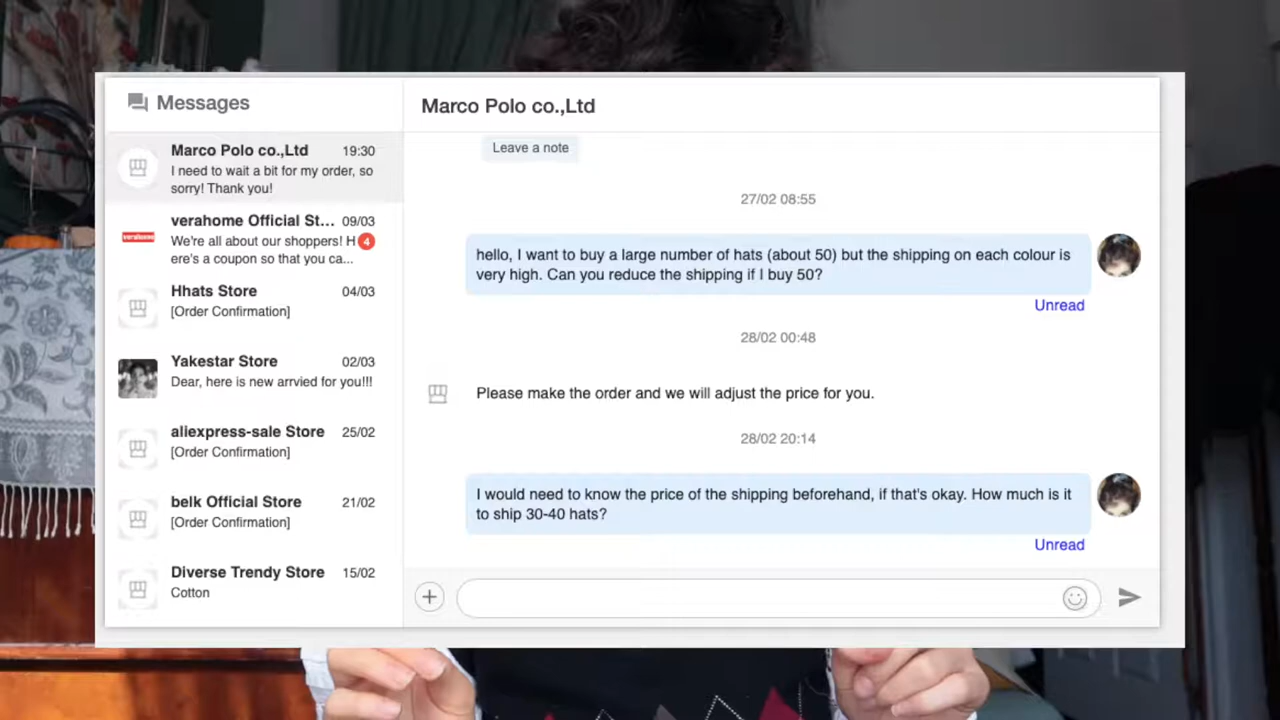 Messages
Marco Polo co.,Ltd 19:30
I need to wait a bit for my order, so
sorry! Thank you!
verahome Official St... 09/03
verahome
We're all about our shoppers! H 4
ere's a coupon so that you ca...
Hhats Store 04/03
[Order Confirmation]
Yakestar Store 02/03
Dear, here is new arrvied for you!!!
aliexpress-sale Store 25/02
[Order Confirmation]
belk Official Store 21/02
[Order Confirmation]
Diverse Trendy Store 15/02
Cotton
Marco Polo co.,Ltd
Leave a note
27/02 08:55
hello, I want to buy a large number of hats (about 50) but the shipping on each colour is
very high. Can you reduce the shipping if I buy 50?
Unread
28/02 00:48
Please make the order and we will adjust the price for you.
28/02 20:14
I would need to know the price of the shipping beforehand, if that's okay. How much is it
to ship 30-40 hats?
Unread